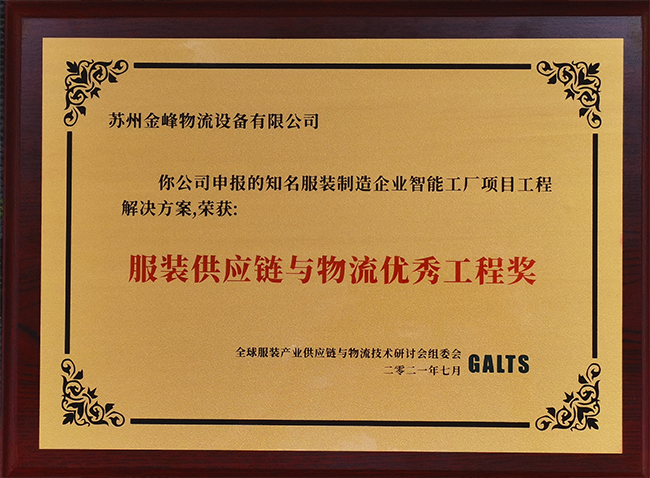 苏州金峰物流设备有限公司
你公司申报的知名服装制造企业智能工厂项目工程
解决方案,荣获:
服装供应链与物流优秀工程奖
全球服装产业供应链与物流技术研讨会组委会
二零二一年七月
GALTS